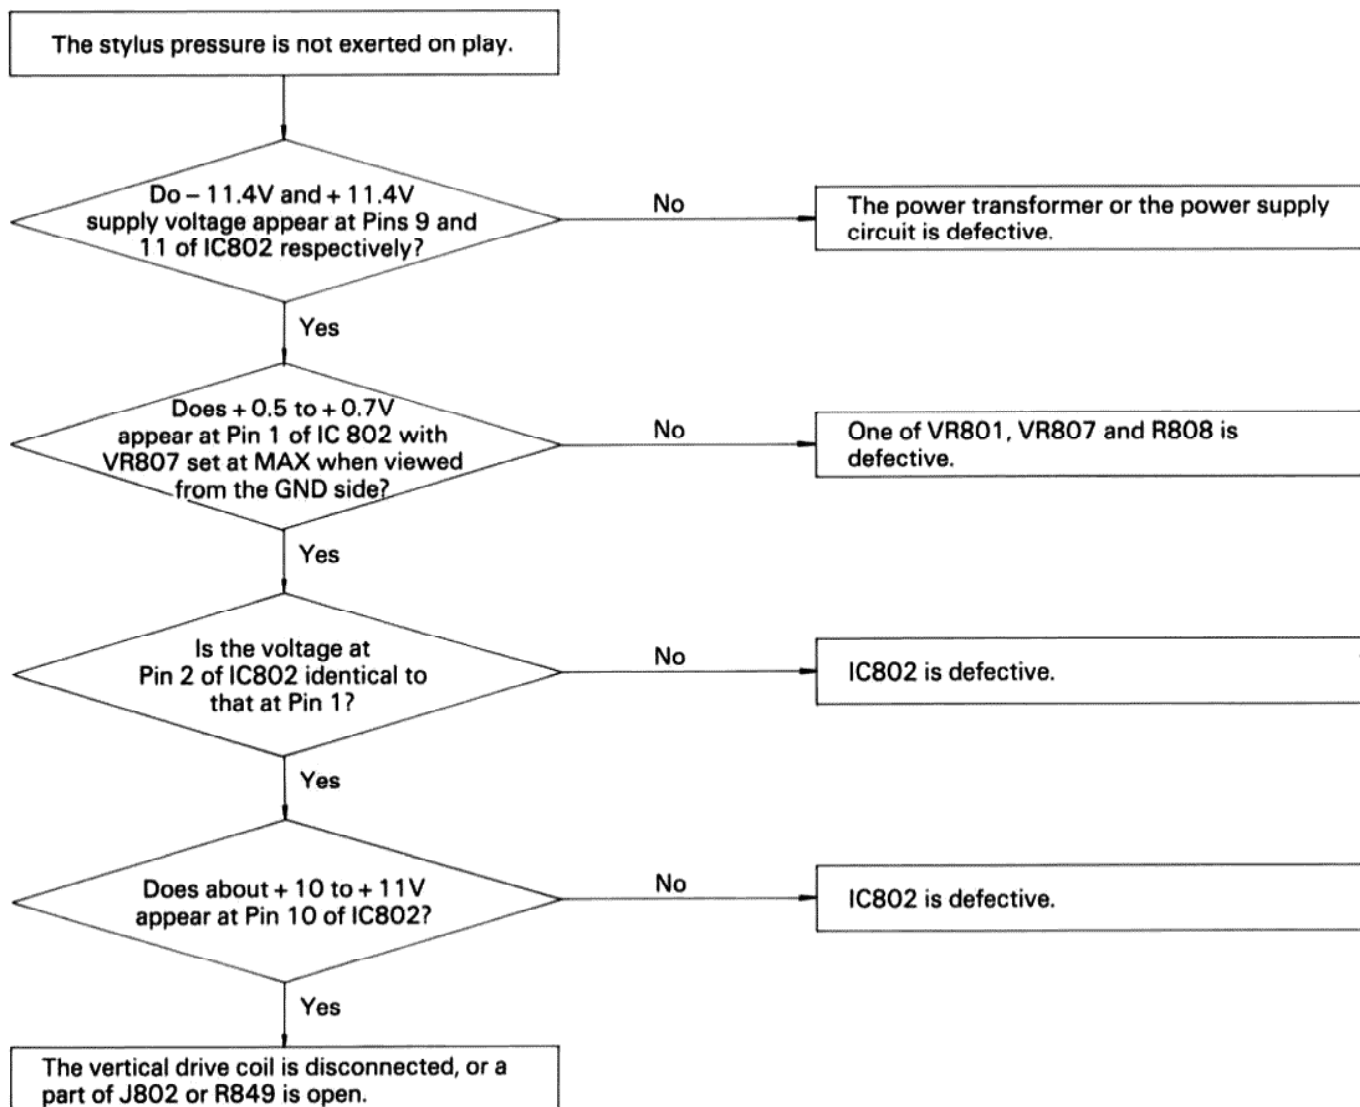 The stylus pressure is not exerted on play.
Do – 11.4V and + 11.4V
supply voltage appear at Pins 9 and
11 of IC802 respectively?
No
The power transformer or the power supply
circuit is defective.
Yes
Does + 0.5 to + 0.7V
appear at Pin 1 of IC 802 with
VR807 set at MAX when viewed
from the GND side?
No
One of VR801, VR807 and R808 is
defective.
Yes
Is the voltage at
Pin 2 of IC802 identical to
that at Pin 1?
No
IC802 is defective.
Yes
Does about + 10 to + 11V
appear at Pin 10 of IC802?
No
IC802 is defective.
Yes
The vertical drive coil is disconnected, or a
part of J802 or R849 is open.